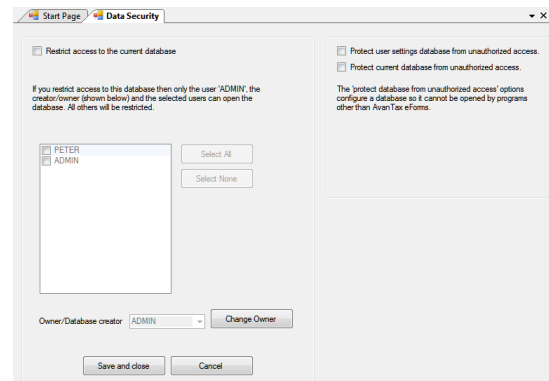 Start Page
Data Security
Restrict access to the current database
If you restrict access to this database then only the user 'ADMIN', the
creator/owner (shown below) and the selected users can open the
database. All others will be restricted.
PETER
ADMIN
Select All
Select None
Owner/Database creator
ADMIN
Change Owner
Save and close
Cancel
Protect user settings database from unauthorized access.
Protect current database from unauthorized access.
The 'protect database from unauthorized access' options
configure a database so it cannot be opened by programs
other than AvanTax eForms.